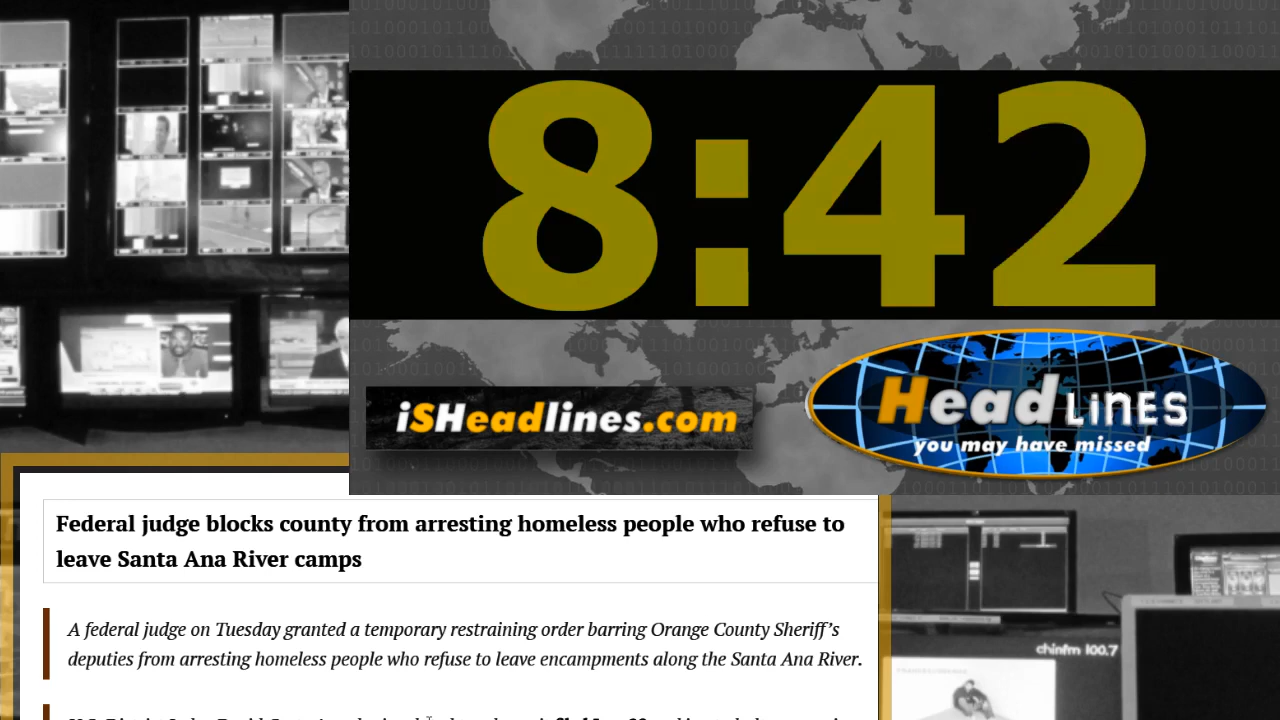 8:42
iSHeadlines.com
HeadLiNES
you may have missed
Federal judge blocks county from arresting homeless people who refuse to
leave Santa Ana River camps
A federal judge on Tuesday granted a temporary restraining order barring Orange County Sheriff's
deputies from arresting homeless people who refuse to leave encampments along the Santa Ana River.
chinfm 100.7